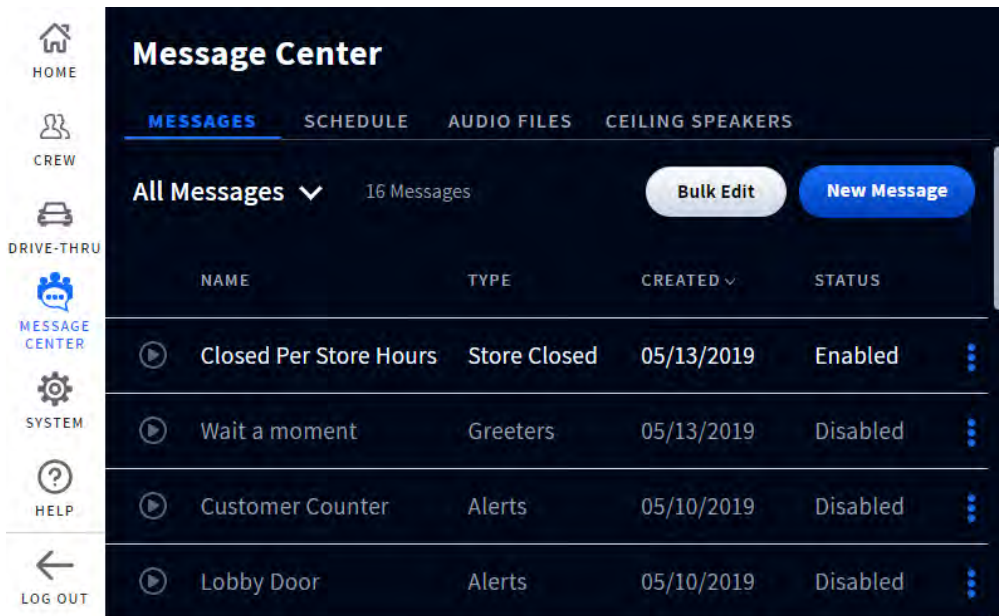 HOME
CREW
DRIVE-THRU
MESSAGE
CENTER
SYSTEM
HELP
LOG OUT
Message Center
MESSAGES SCHEDULE AUDIO FILES CEILING SPEAKERS
All Messages 16 Messages Bulk Edit New Message
NAME TYPE CREATED STATUS
Closed Per Store Hours Store Closed 05/13/2019 Enabled
Wait a moment Greeters 05/13/2019 Disabled
Customer Counter Alerts 05/10/2019 Disabled
Lobby Door Alerts 05/10/2019 Disabled